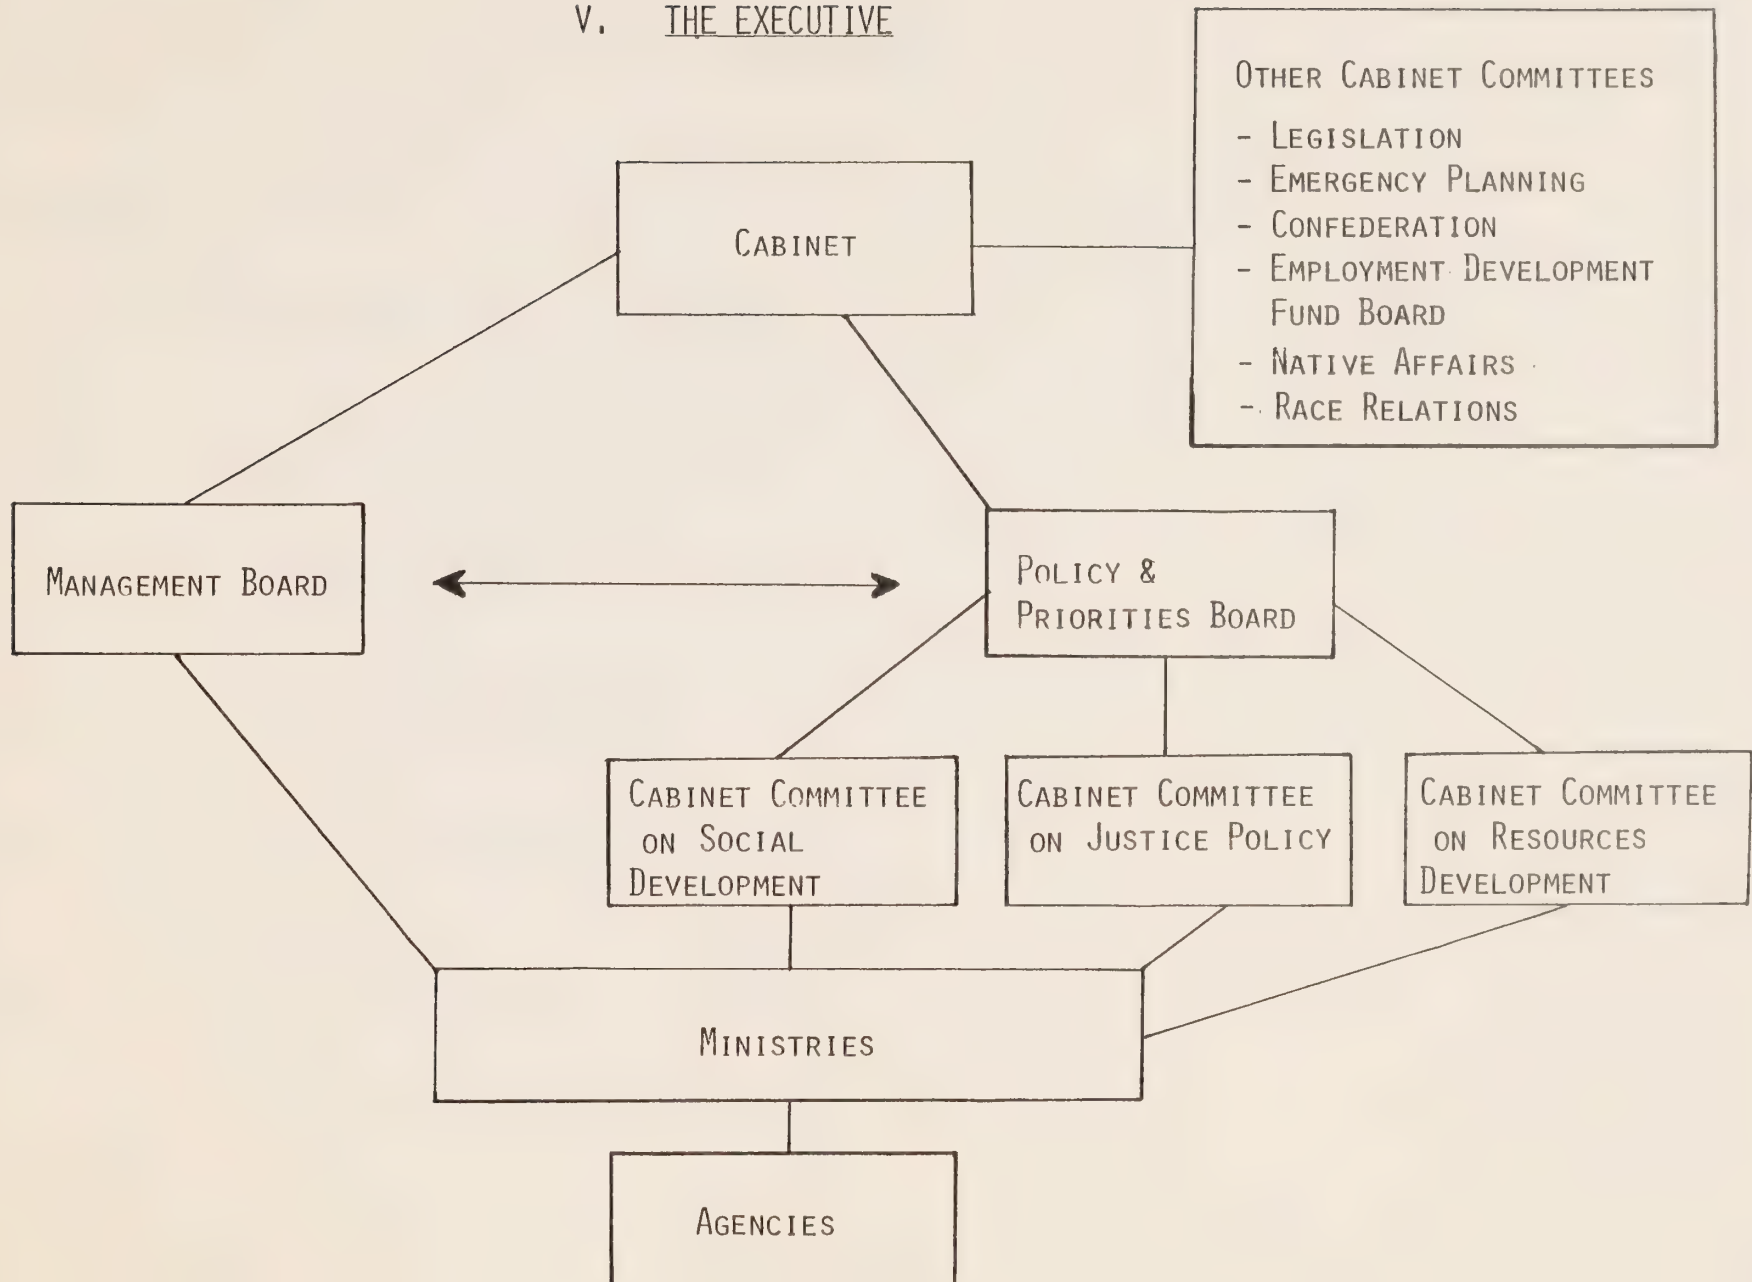 V. THE EXECUTIVE
OTHER CABINET COMMITTEES
- LEGISLATION
- EMERGENCY PLANNING
- CONFEDERATION
- EMPLOYMENT DEVELOPMENT
FUND BOARD
- NATIVE AFFAIRS
- RACE RELATIONS
CABINET
MANAGEMENT BOARD
POLICY &
PRIORITIES BOARD
CABINET COMMITTEE
ON SOCIAL
DEVELOPMENT
CABINET COMMITTEE
ON JUSTICE POLICY
CABINET COMMITTEE
ON RESOURCES
DEVELOPMENT
MINISTRIES
AGENCIES